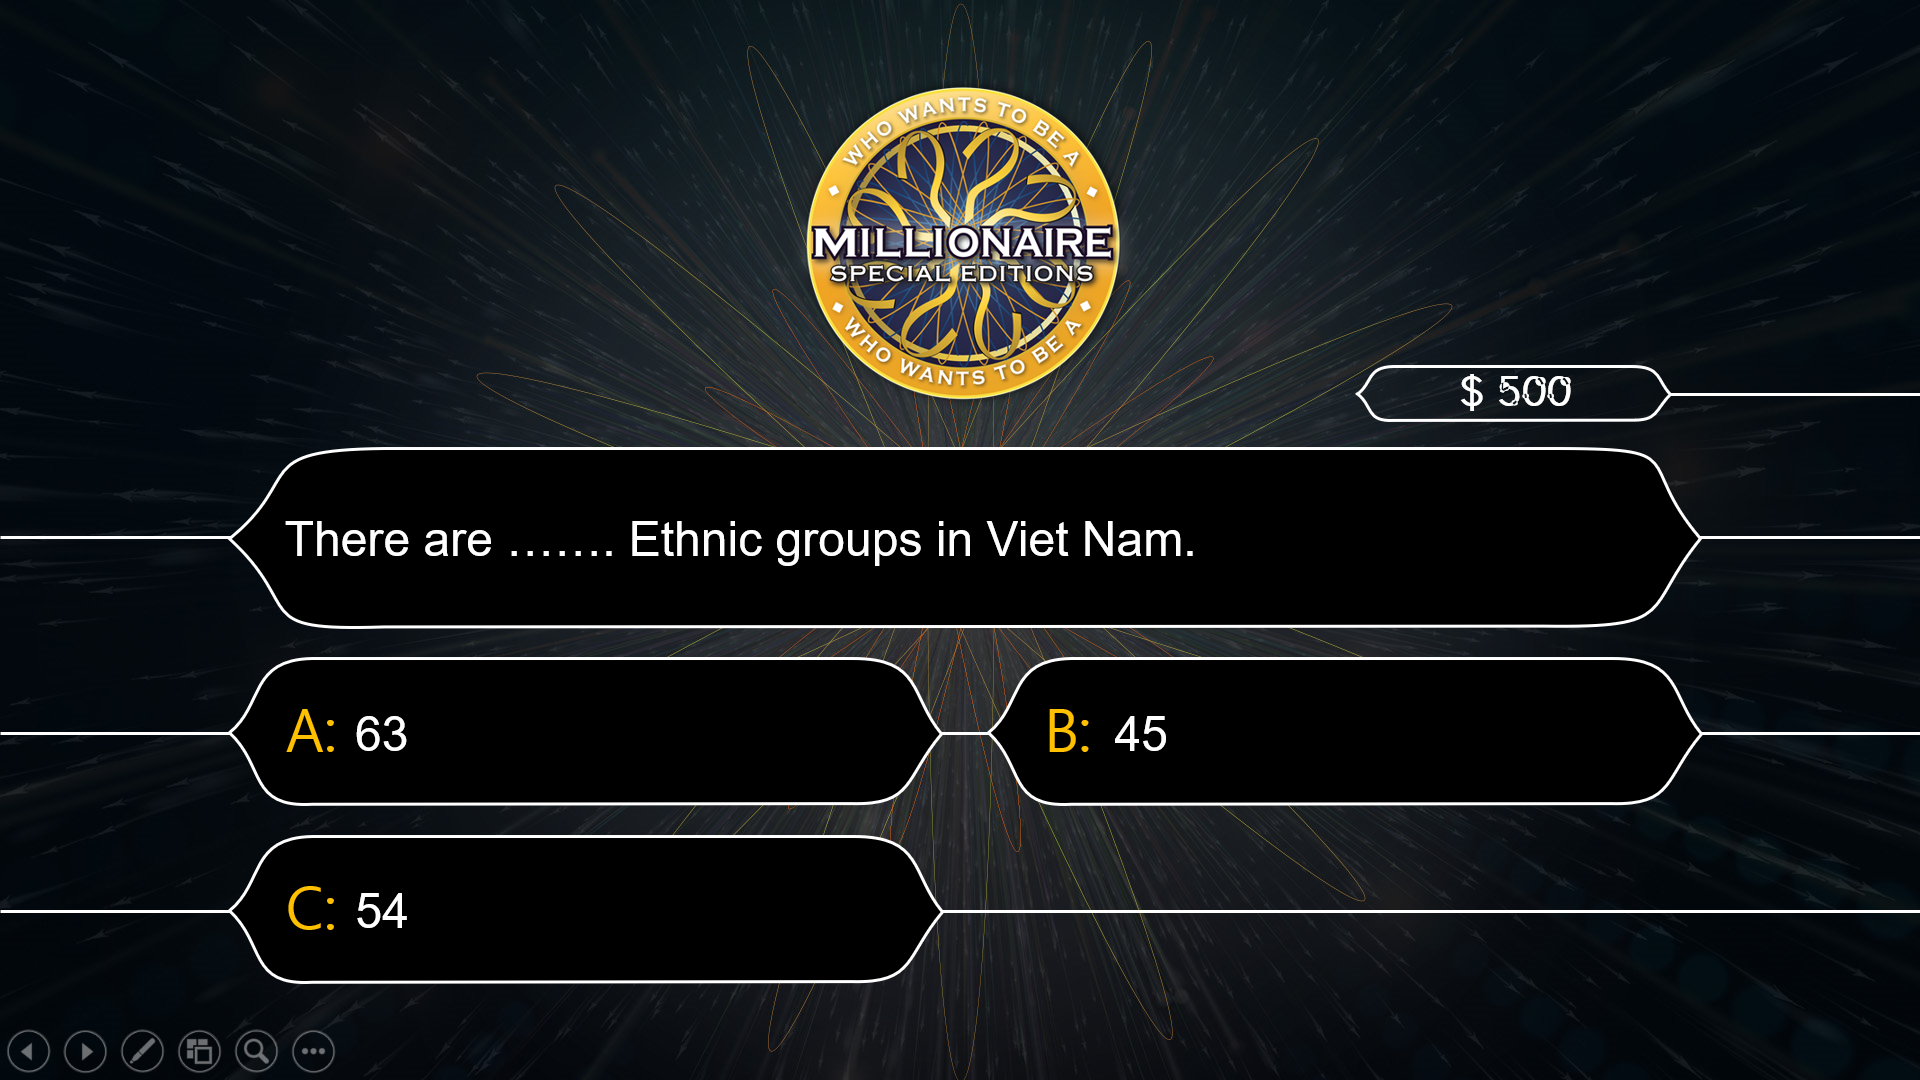 WHO WANTS TO BE A
MILLIONAIRE
SPECIAL EDITIONS
WHO WANTS TO BE A
$ 500
There are ……. Ethnic groups in Viet Nam.
A: 63
B: 45
C: 54